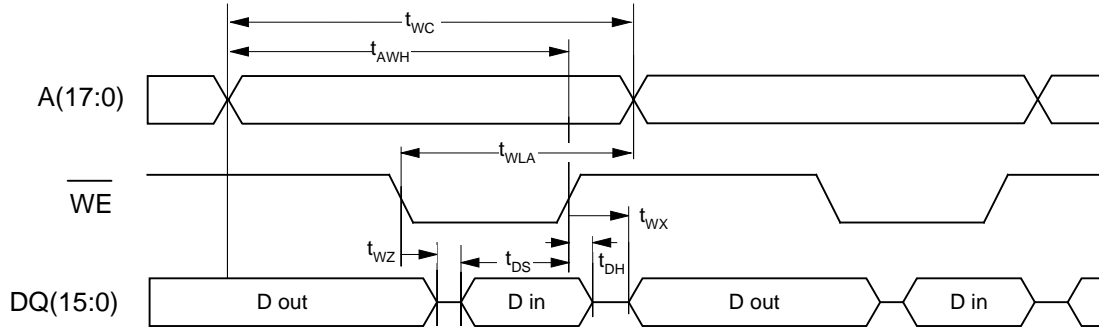 tWC
tAWH
A(17:0)
tWLA
WE
tWX
tWZ
tDS
tDH
DQ(15:0)
D out
D in
D out
D in